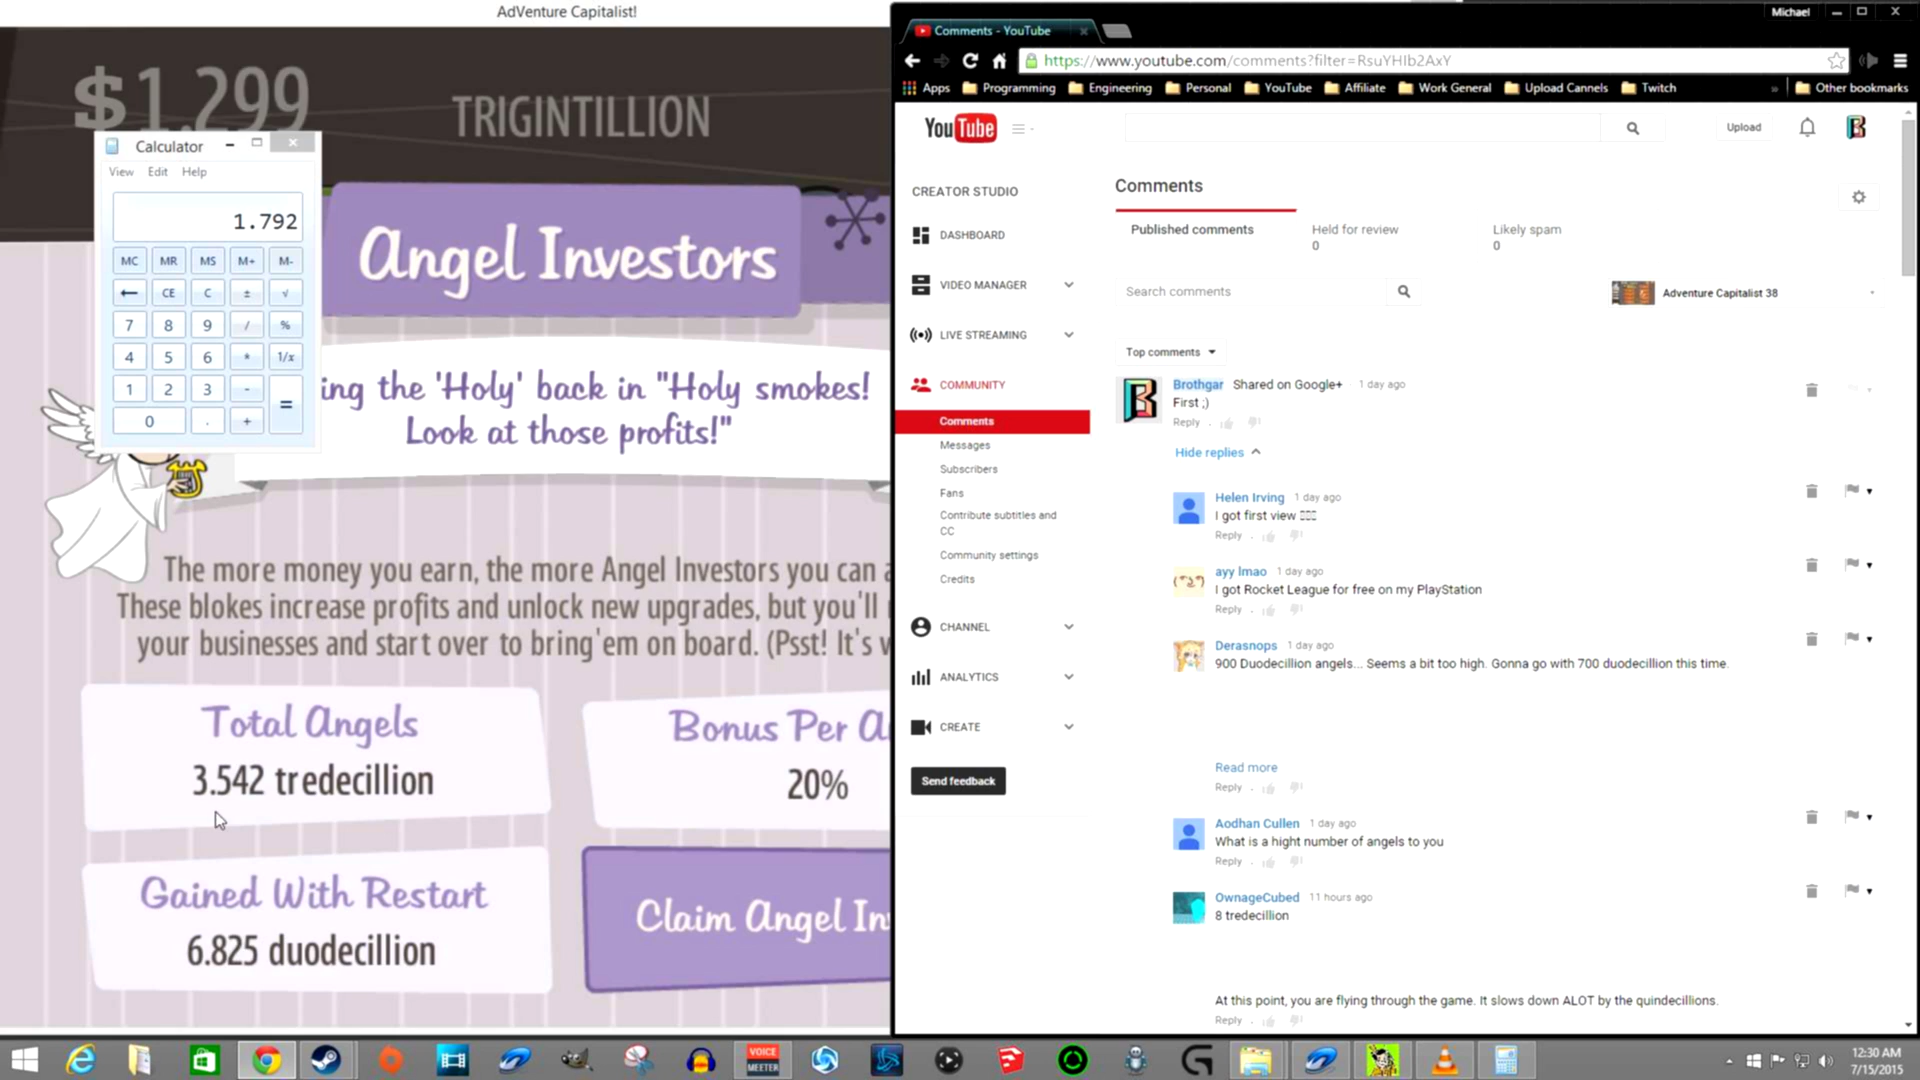 AdVenture Capitalist!
$1.299
TRIGINTILLION
Calculator
View Edit Help
1.792
MC MR MS M+ M-
← CE C ± √
7 8 9 / %
4 5 6 * 1/x
1 2 3 - =
0 . +
Angel Investors
ing the 'Holy' back in "Holy smokes!
Look at those profits!"
The more money you earn, the more Angel Investors you can a
These blokes increase profits and unlock new upgrades, but you'll
your businesses and start over to bring 'em on board. (Psst! It's
Total Angels
3.542 tredecillion
Bonus Per A
20%
Gained With Restart
6.825 duodecillion
Claim Angel In
Michael
Comments - YouTube
https://www.youtube.com/comments?filter=RsuYHIb2AxY
Apps Programming Engineering Personal YouTube Affiliate Work General Upload Cannels Twitch » Other bookmarks
YouTube
Upload
CREATOR STUDIO
DASHBOARD
VIDEO MANAGER
LIVE STREAMING
COMMUNITY
Comments
Messages
Subscribers
Fans
Contribute subtitles and
CC
Community settings
Credits
CHANNEL
ANALYTICS
CREATE
Send feedback
Comments
Published comments
Held for review
0
Likely spam
0
Search comments
Adventure Capitalist 38
Top comments
Brothgar Shared on Google+ · 1 day ago
First ;)
Reply ·
Hide replies
Helen Irving 1 day ago
I got first view
Reply ·
ayy lmao 1 day ago
I got Rocket League for free on my PlayStation
Reply ·
Derasnops 1 day ago
900 Duodecillion angels... Seems a bit too high. Gonna go with 700 duodecillion this time.
Read more
Reply ·
Aodhan Cullen 1 day ago
What is a hight number of angels to you
Reply ·
OwnageCubed 11 hours ago
8 tredecillion
At this point, you are flying through the game. It slows down ALOT by the quindecillions.
Reply ·
VOICE
MEETER
12:30 AM
7/15/2015